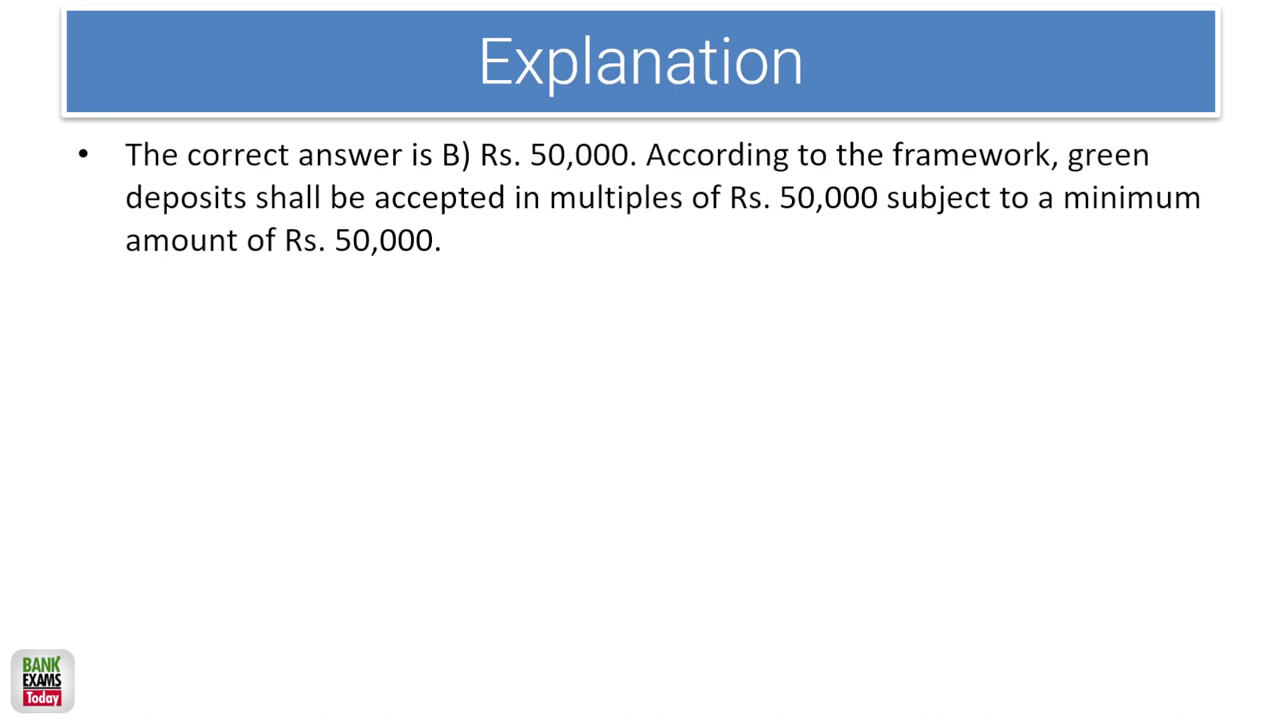 Explanation
• The correct answer is B) Rs. 50,000. According to the framework, green
deposits shall be accepted in multiples of Rs. 50,000 subject to a minimum
amount of Rs. 50,000.
BANK
EXAMS
Today